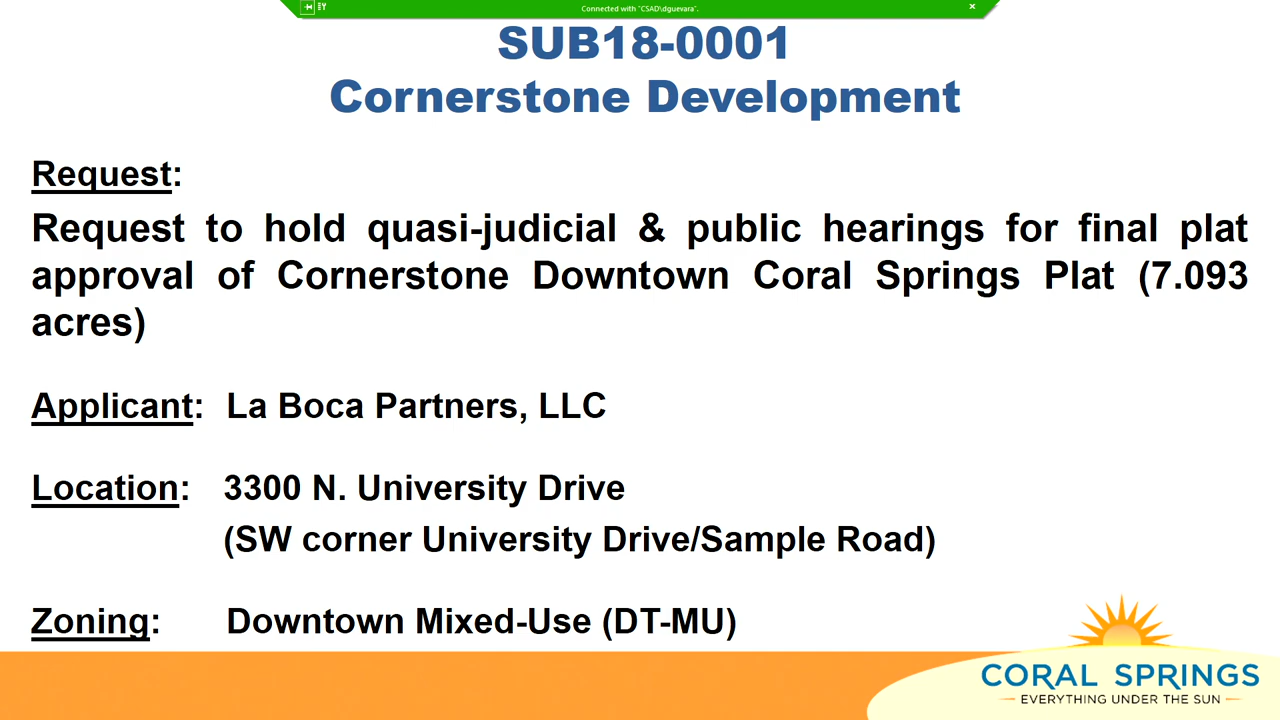 Connected with "CSAD\dguevara".
SUB18-0001
Cornerstone Development
Request:
Request to hold quasi-judicial & public hearings for final plat
approval of Cornerstone Downtown Coral Springs Plat (7.093
acres)
Applicant: La Boca Partners, LLC
Location: 3300 N. University Drive
(SW corner University Drive/Sample Road)
Zoning: Downtown Mixed-Use (DT-MU)
CORAL SPRINGS
EVERYTHING UNDER THE SUN